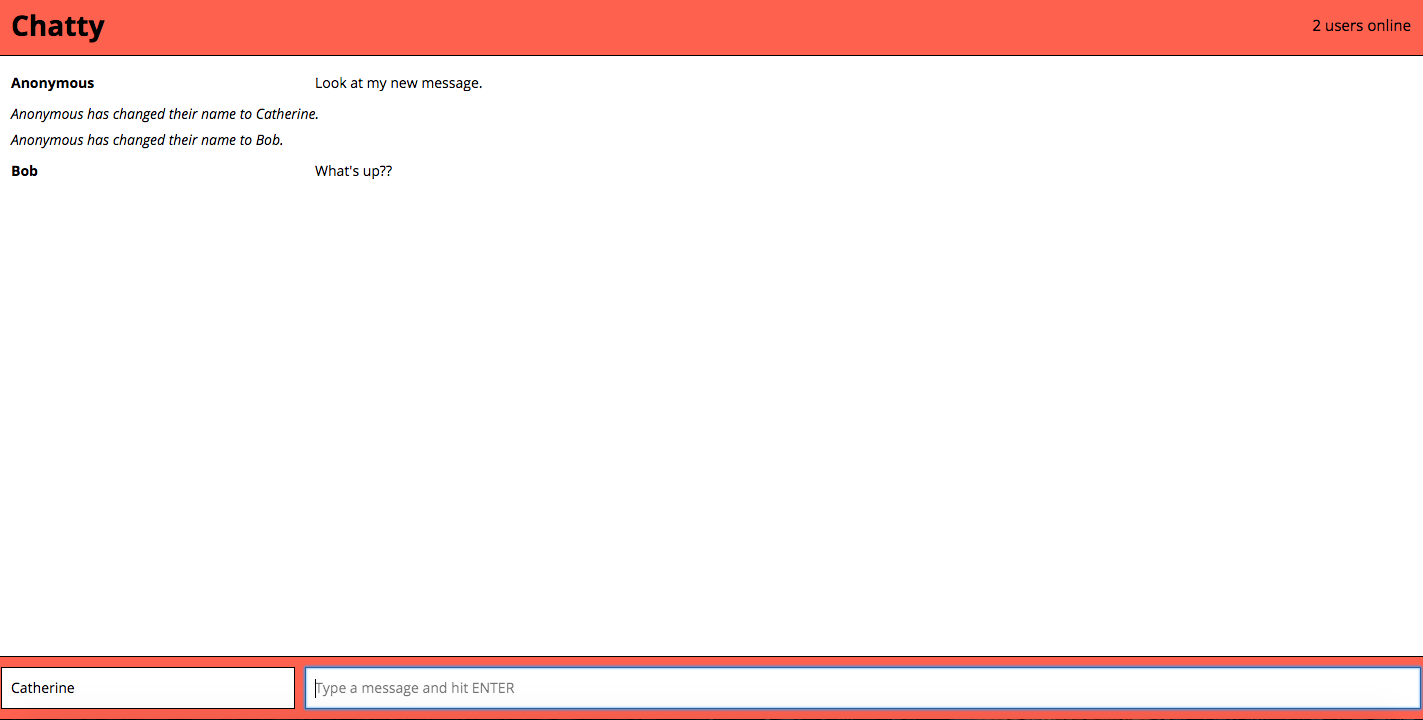 Chatty
2 users online
Anonymous Look at my new message.
Anonymous has changed their name to Catherine.
Anonymous has changed their name to Bob.
Bob What's up??
Catherine Type a message and hit ENTER